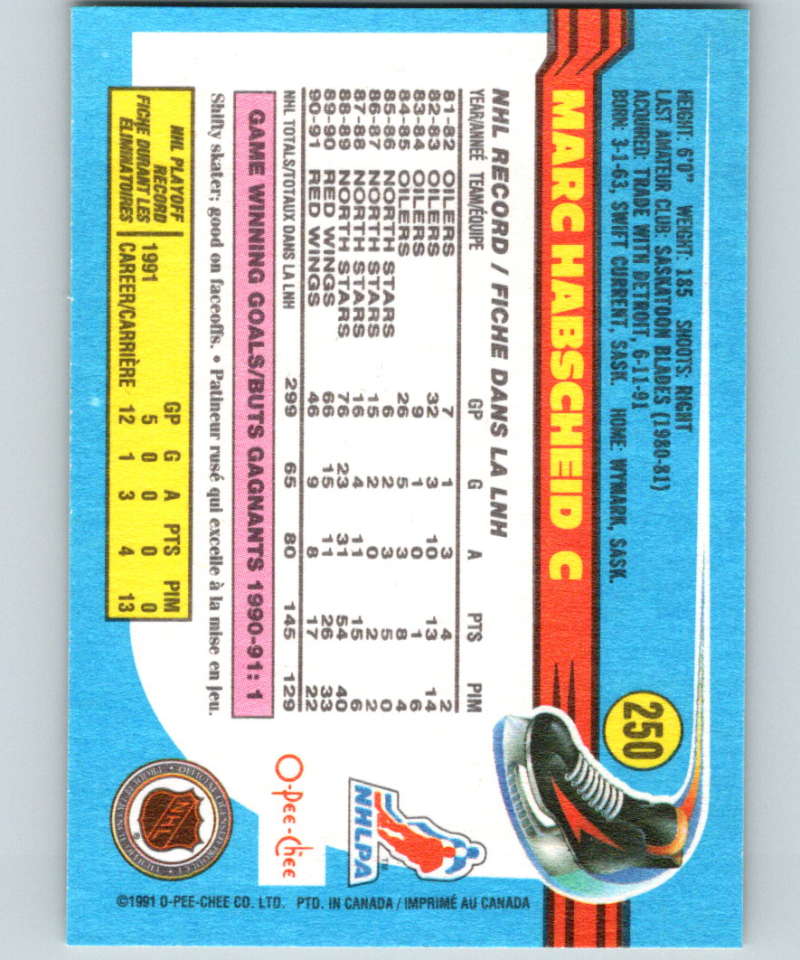 250
MARC HABSCHEID C
HEIGHT: 6'0" WEIGHT: 185 SHOOTS: RIGHT
LAST AMATEUR CLUB: SASKATOON BLADES (1980-81)
ACQUIRED: TRADE WITH DETROIT, 6-11-91
BORN: 3-1-63, SWIFT CURRENT, SASK. HOME: WYMARK, SASK.
NHL RECORD / FICHE DANS LA LNH
YEAR/ANNÉE TEAM/ÉQUIPE GP G A PTS PIM
81-82 OILERS 7 1 3 4 2
82-83 OILERS 32 3 10 13 14
83-84 OILERS 9 1 0 1 6
84-85 OILERS 26 5 3 8 4
85-86 NORTH STARS 6 2 3 5 0
86-87 NORTH STARS 15 2 0 2 2
87-88 NORTH STARS 16 4 11 15 6
88-89 NORTH STARS 76 23 31 54 40
89-90 RED WINGS 66 15 11 26 33
90-91 RED WINGS 46 9 8 17 22
NHL TOTALS/TOTAUX DANS LA LNH 299 65 80 145 129
GAME WINNING GOALS/BUTS GAGNANTS 1990-91: 1
Shifty skater; good on faceoffs. • Patineur rusé qui excelle à la mise en jeu.
NHL PLAYOFF
RECORD
FICHE DURANT LES
ÉLIMINATOIRES
GP G A PTS PIM
1991 5 0 0 0 0
CAREER/CARRIÈRE 12 1 3 4 13
NHLPA
TM
O-Pee-Chee
NHL
®
©1991 O-PEE-CHEE CO. LTD. PTD. IN CANADA / IMPRIMÉ AU CANADA